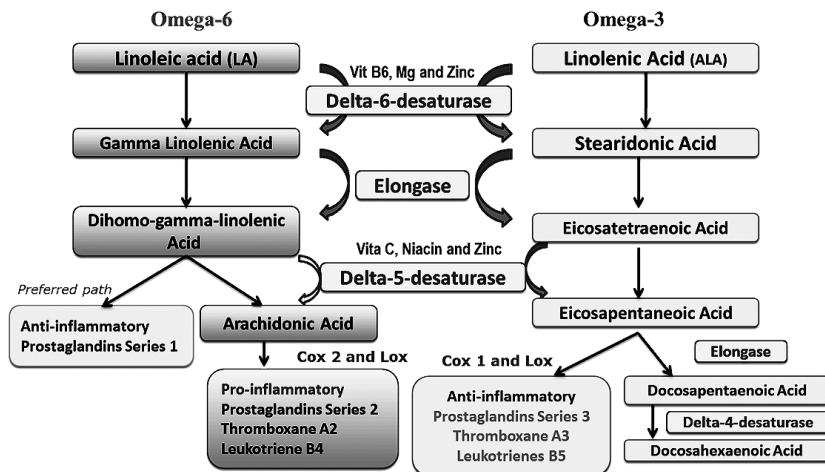 Omega-6
Omega-3
Linoleic acid (LA)
Vit B6, Mg and Zinc
Linolenic Acid (ALA)
Delta-6-desaturase
Gamma Linolenic Acid
Stearidonic Acid
Elongase
Dihomo-gamma-linolenic
Acid
Eicosatetraenoic Acid
Vita C, Niacin and Zinc
Delta-5-desaturase
Preferred path
Anti-inflammatory
Prostaglandins Series 1
Arachidonic Acid
Eicosapentaneoic Acid
Cox 2 and Lox
Cox 1 and Lox
Elongase
Pro-inflammatory
Prostaglandins Series 2
Thromboxane A2
Leukotriene B4
Anti-inflammatory
Prostaglandins Series 3
Thromboxane A3
Leukotrienes B5
Docosapentaenoic Acid
Delta-4-desaturase
Docosahexaenoic Acid